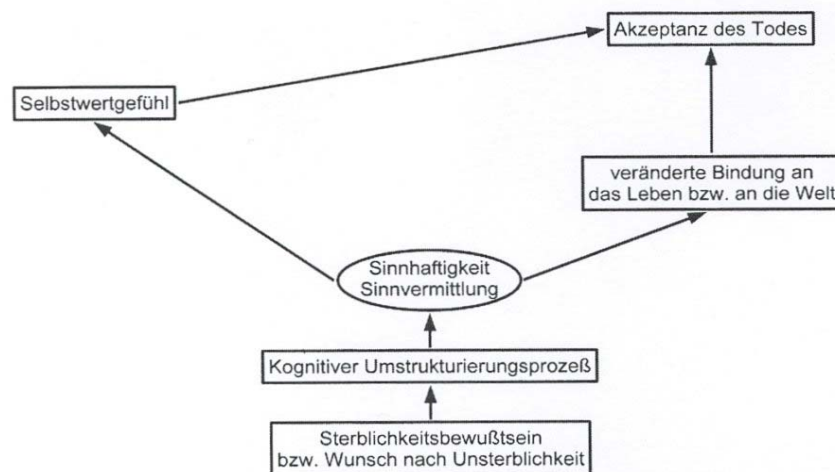 Akzeptanz des Todes
Selbstwertgefühl
veränderte Bindung an
das Leben bzw. an die Welt
Sinnhaftigkeit
Sinnvermittlung
Kognitiver Umstrukturierungsprozeß
Sterblichkeitsbewußtsein
bzw. Wunsch nach Unsterblichkeit